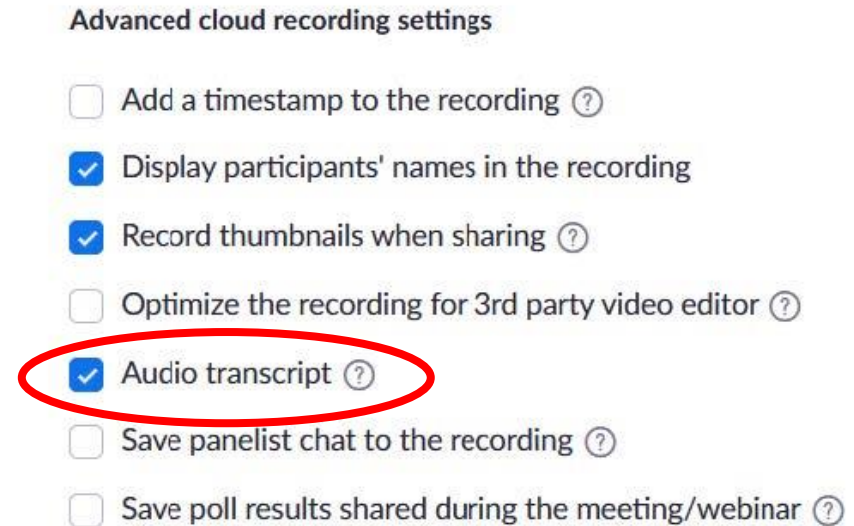 Advanced cloud recording settings
Add a timestamp to the recording ?
Display participants' names in the recording
Record thumbnails when sharing ?
Optimize the recording for 3rd party video editor ?
Audio transcript ?
Save panelist chat to the recording ?
Save poll results shared during the meeting/webinar ?